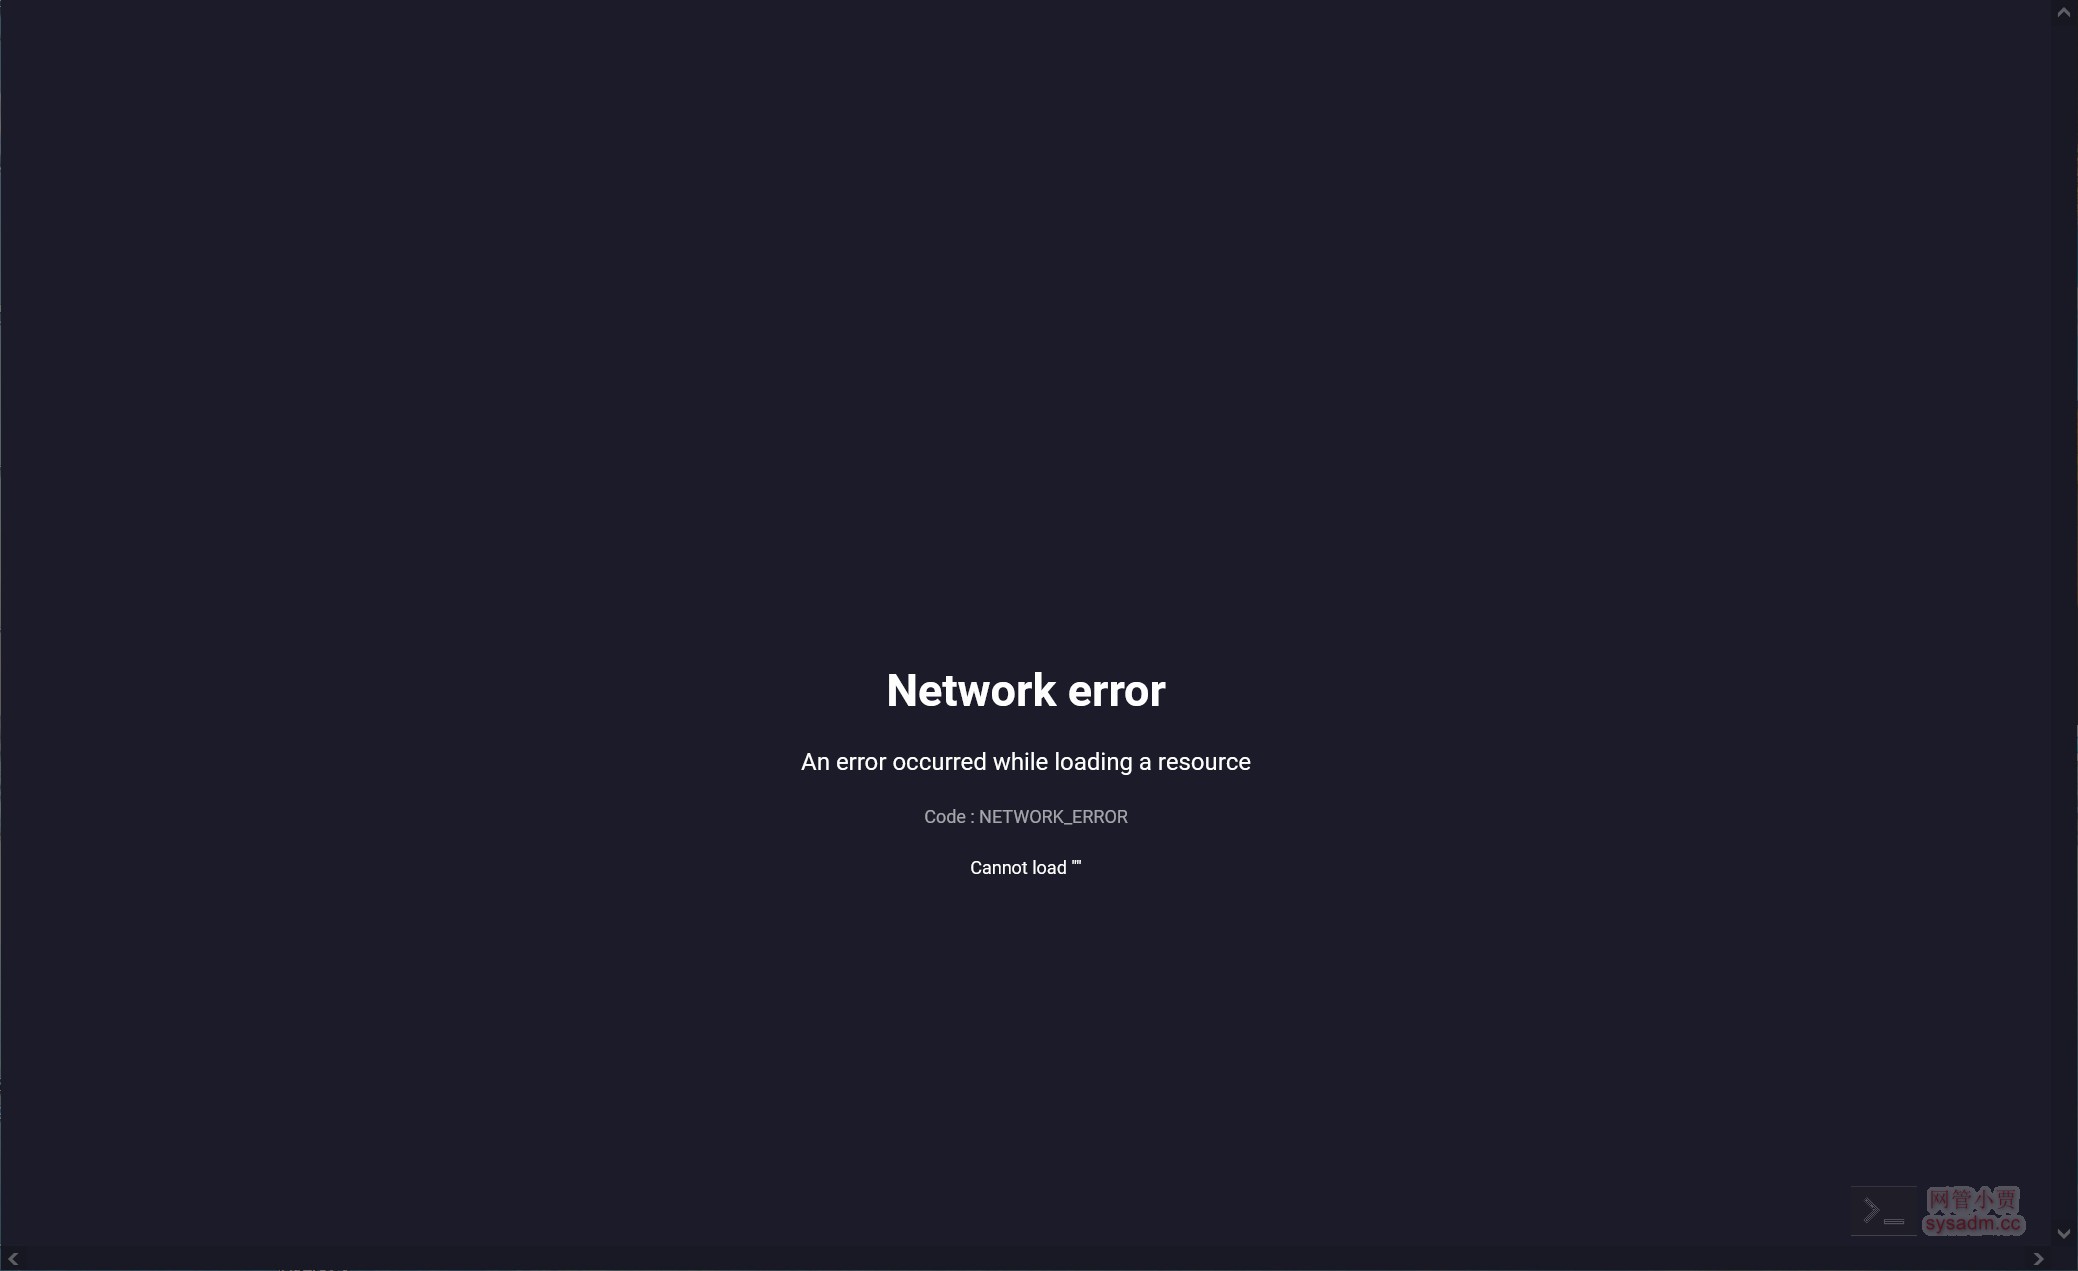 Network error
An error occurred while loading a resource
Code : NETWORK_ERROR
Cannot load ""
>_
网管小贾
sysadm.cc